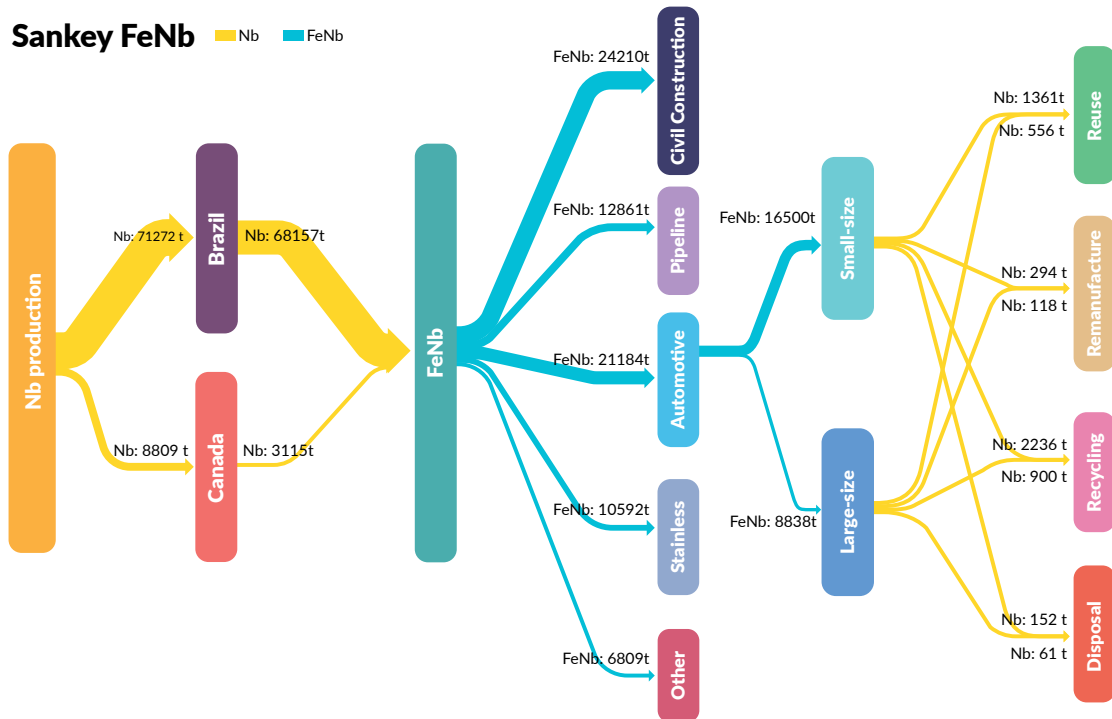 Sankey FeNb
Nb
FeNb
Nb production
Nb: 71272 t
Nb: 8809 t
Brazil
Canada
Nb: 68157t
Nb: 3115t
FeNb
FeNb: 24210t
FeNb: 12861t
FeNb: 21184t
FeNb: 10592t
FeNb: 6809t
Civil Construction
Pipeline
Automotive
Stainless
Other
FeNb: 16500t
FeNb: 8838t
Small-size
Large-size
Nb: 1361t
Nb: 556 t
Nb: 294 t
Nb: 118 t
Nb: 2236 t
Nb: 900 t
Nb: 152 t
Nb: 61 t
Reuse
Remanufacture
Recycling
Disposal